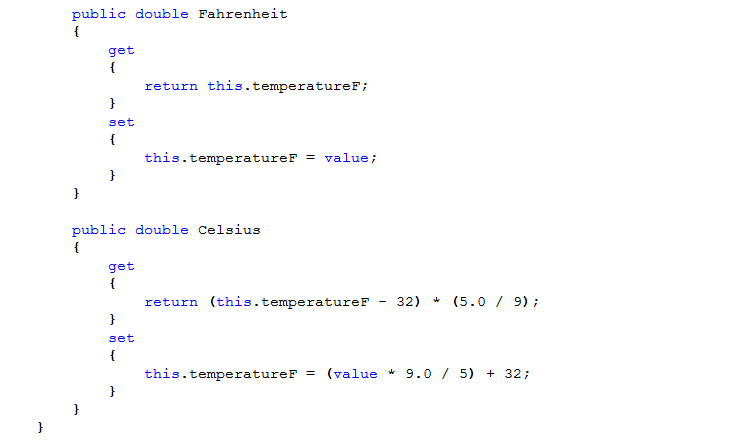 public double Fahrenheit
{
get
{
return this.temperatureF;
}
set
{
this.temperatureF = value;
}
}
public double Celsius
{
get
{
return (this.temperatureF - 32) * (5.0 / 9);
}
set
{
this.temperatureF = (value * 9.0 / 5) + 32;
}
}
}